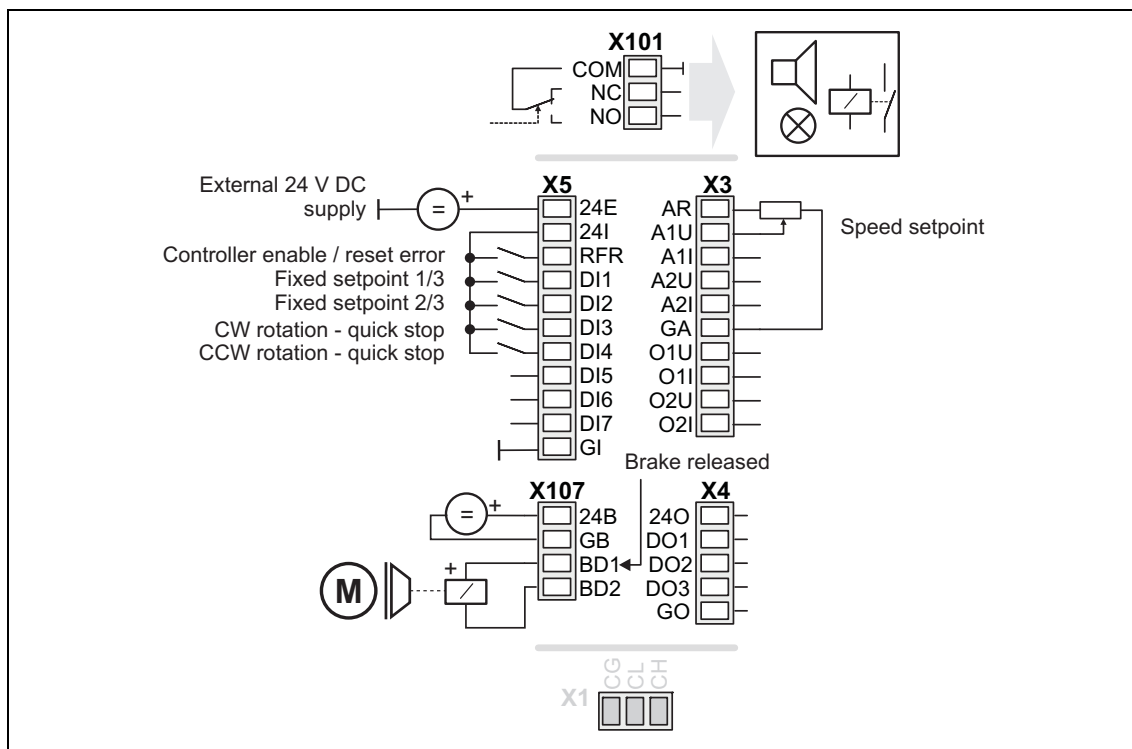 X101
COM
NC
NO
External 24 V DC
supply
=
+
X5
24E
24I
Controller enable / reset error
RFR
Fixed setpoint 1/3
DI1
Fixed setpoint 2/3
DI2
CW rotation - quick stop
DI3
CCW rotation - quick stop
DI4
DI5
DI6
DI7
GI
X3
AR
A1U
Speed setpoint
A1I
A2U
A2I
GA
O1U
O1I
O2U
O2I
Brake released
X107
=
+
24B
GB
BD1
BD2
M
+
X4
24O
DO1
DO2
DO3
GO
X1
CG
CL
CH